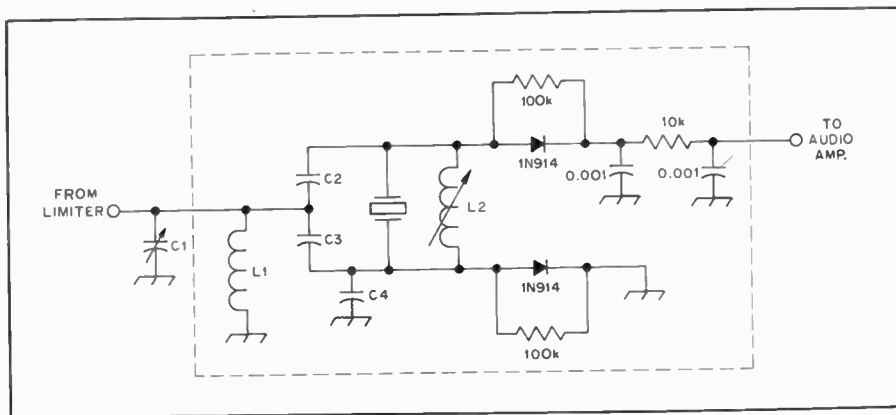 100k
1N914
10k
0.001
0.001
TO
AUDIO
AMP.
FROM
LIMITER
C1
L1
C2
C3
C4
L2
1N914
100k